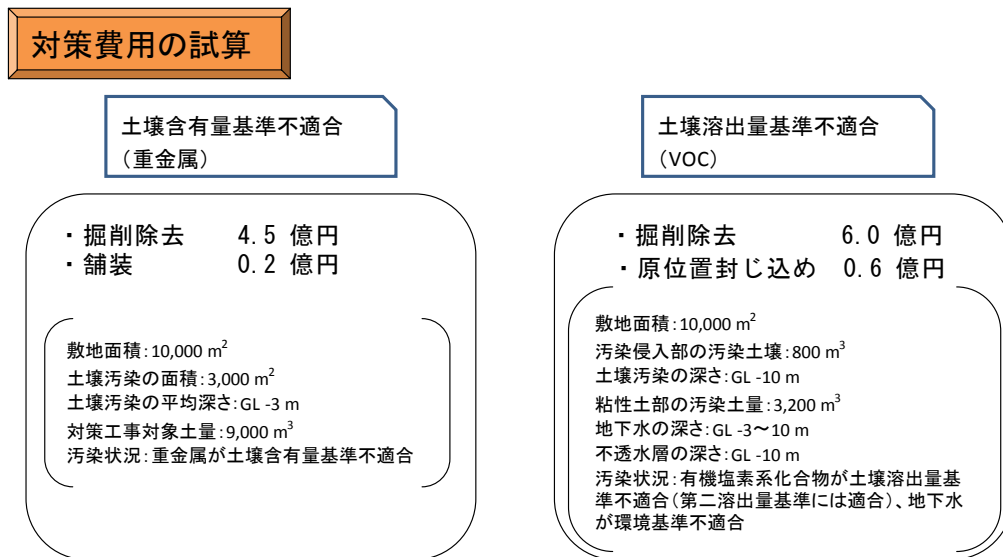 対策費用の試算
土壌含有量基準不適合
（重金属）
・掘削除去　4.5 億円
・舗装　0.2 億円
敷地面積：10,000 m²
土壌汚染の面積：3,000 m²
土壌汚染の平均深さ：GL -3 m
対策工事対象土量：9,000 m³
汚染状況：重金属が土壌含有量基準不適合
土壌溶出量基準不適合
（VOC）
・掘削除去　6.0 億円
・原位置封じ込め　0.6 億円
敷地面積：10,000 m²
汚染侵入部の汚染土壌：800 m³
土壌汚染の深さ：GL -10 m
粘性土部の汚染土量：3,200 m³
地下水の深さ：GL -3～10 m
不透水層の深さ：GL -10 m
汚染状況：有機塩素系化合物が土壌溶出量基
準不適合（第二溶出量基準には適合）、地下水
が環境基準不適合